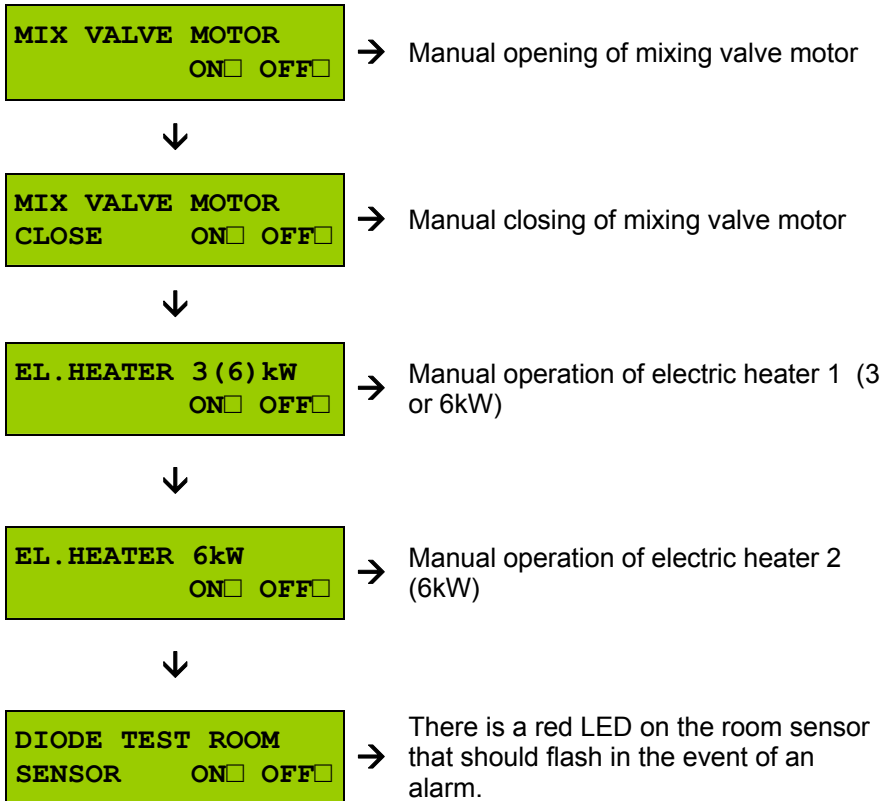 MIX VALVE MOTOR
ON□ OFF□
→ Manual opening of mixing valve motor
↓
MIX VALVE MOTOR
CLOSE ON□ OFF□
→ Manual closing of mixing valve motor
↓
EL.HEATER 3(6)kW
ON□ OFF□
→ Manual operation of electric heater 1 (3
or 6kW)
↓
EL.HEATER 6kW
ON□ OFF□
→ Manual operation of electric heater 2
(6kW)
↓
DIODE TEST ROOM
SENSOR ON□ OFF□
→ There is a red LED on the room sensor
that should flash in the event of an
alarm.